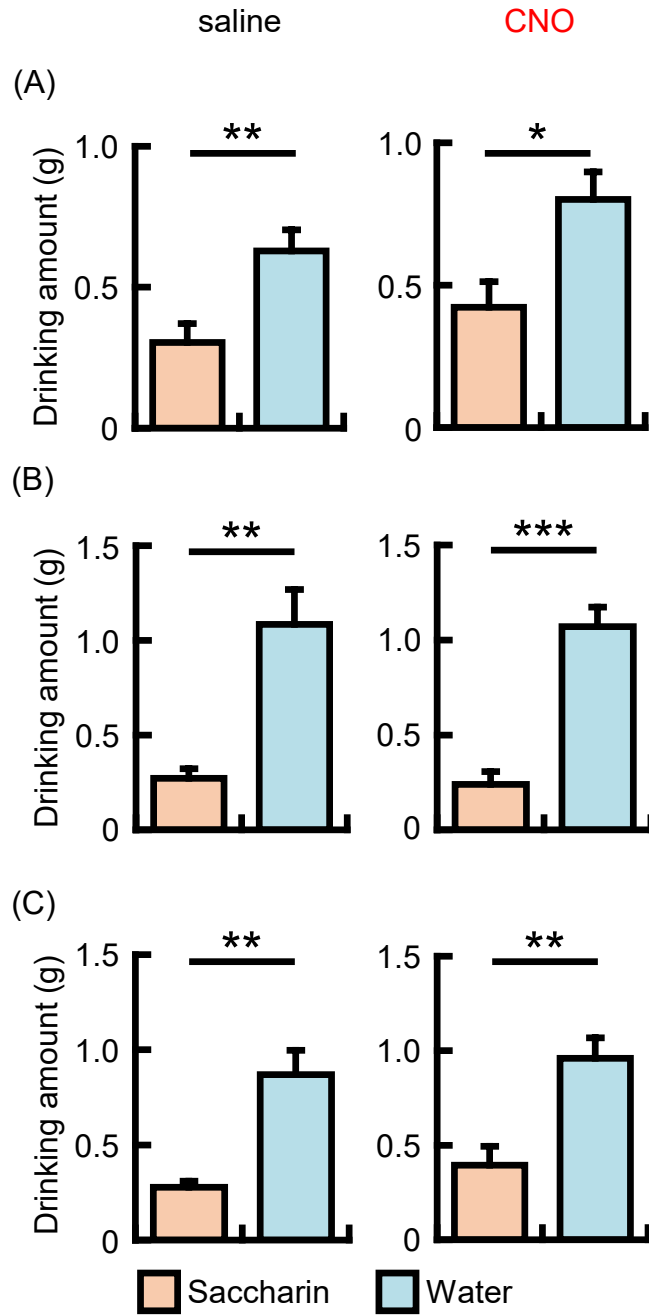 saline CNO
(A)
** *
1.0 1.0
0.5 0.5
0 0
Drinking amount (g)
(B)
** ***
1.5 1.5
1.0 1.0
0.5 0.5
0 0
Drinking amount (g)
(C)
** **
1.5 1.5
1.0 1.0
0.5 0.5
0 0
Drinking amount (g)
Saccharin Water